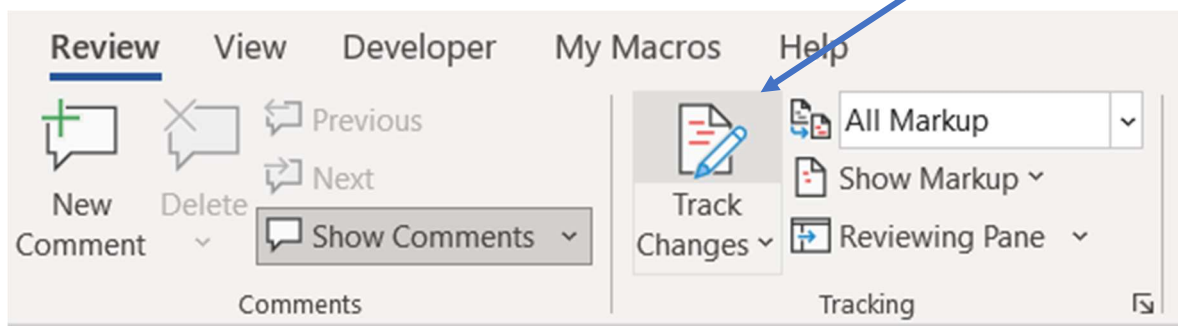 Review View Developer My Macros Help
New
Comment
Delete
Previous
Next
Show Comments
Comments
Track
Changes
All Markup
Show Markup
Reviewing Pane
Tracking